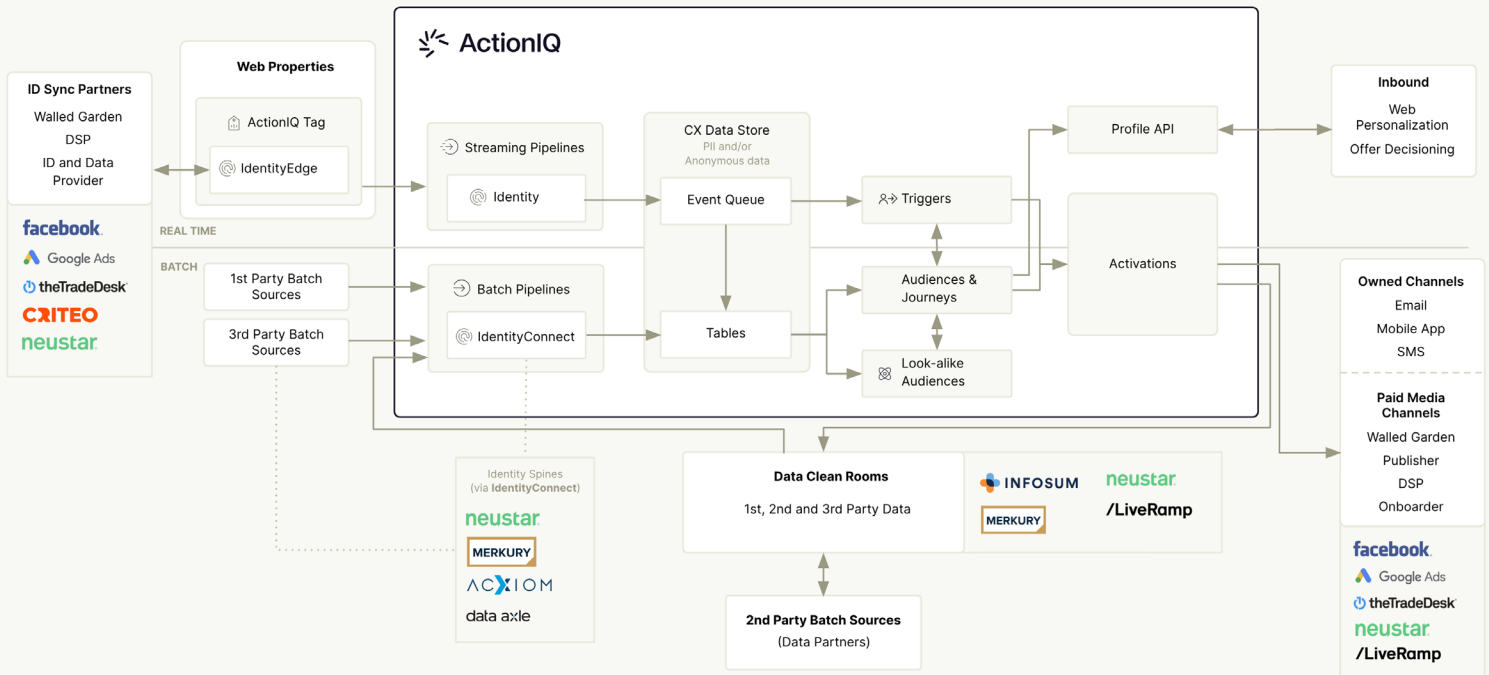 ActionIQ
ID Sync Partners
Walled Garden
DSP
ID and Data
Provider
facebook.
Google Ads
theTradeDesk
CRITEO
neustar.
Web Properties
ActionIQ Tag
IdentityEdge
REAL TIME
BATCH
1st Party Batch
Sources
3rd Party Batch
Sources
Streaming Pipelines
Identity
Batch Pipelines
IdentityConnect
CX Data Store
PII and/or
Anonymous data
Event Queue
Tables
Triggers
Audiences &
Journeys
Look-alike
Audiences
Profile API
Activations
Inbound
Web
Personalization
Offer Decisioning
Owned Channels
Email
Mobile App
SMS
Paid Media
Channels
Walled Garden
Publisher
DSP
Onboarder
facebook.
Google Ads
theTradeDesk
neustar.
/LiveRamp
Identity Spines
(via IdentityConnect)
neustar.
MERKURY
ACXIOM
data axle
Data Clean Rooms
1st, 2nd and 3rd Party Data
INFOSUM
neustar.
MERKURY
/LiveRamp
2nd Party Batch Sources
(Data Partners)